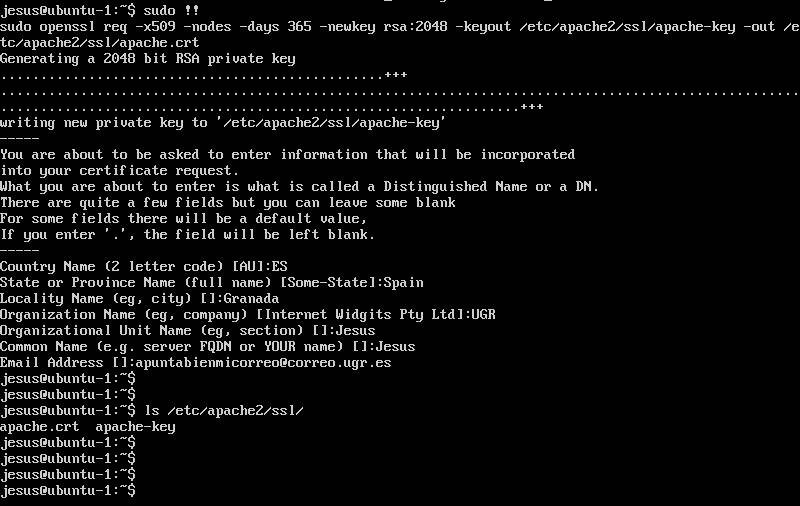 jesus@ubuntu-1:~$ sudo !!
sudo openssl req -x509 -nodes -days 365 -newkey rsa:2048 -keyout /etc/apache2/ssl/apache-key -out /e
tc/apache2/ssl/apache.crt
Generating a 2048 bit RSA private key
................................................+++
....................................................................................................
.................................................................+++
writing new private key to '/etc/apache2/ssl/apache-key'
-----
You are about to be asked to enter information that will be incorporated
into your certificate request.
What you are about to enter is what is called a Distinguished Name or a DN.
There are quite a few fields but you can leave some blank
For some fields there will be a default value,
If you enter '.', the field will be left blank.
-----
Country Name (2 letter code) [AU]:ES
State or Province Name (full name) [Some-State]:Spain
Locality Name (eg, city) []:Granada
Organization Name (eg, company) [Internet Widgits Pty Ltd]:UGR
Organizational Unit Name (eg, section) []:Jesus
Common Name (e.g. server FQDN or YOUR name) []:Jesus
Email Address []:apuntabienmicorreo@correo.ugr.es
jesus@ubuntu-1:~$
jesus@ubuntu-1:~$
jesus@ubuntu-1:~$ ls /etc/apache2/ssl/
apache.crt  apache-key
jesus@ubuntu-1:~$
jesus@ubuntu-1:~$
jesus@ubuntu-1:~$
jesus@ubuntu-1:~$